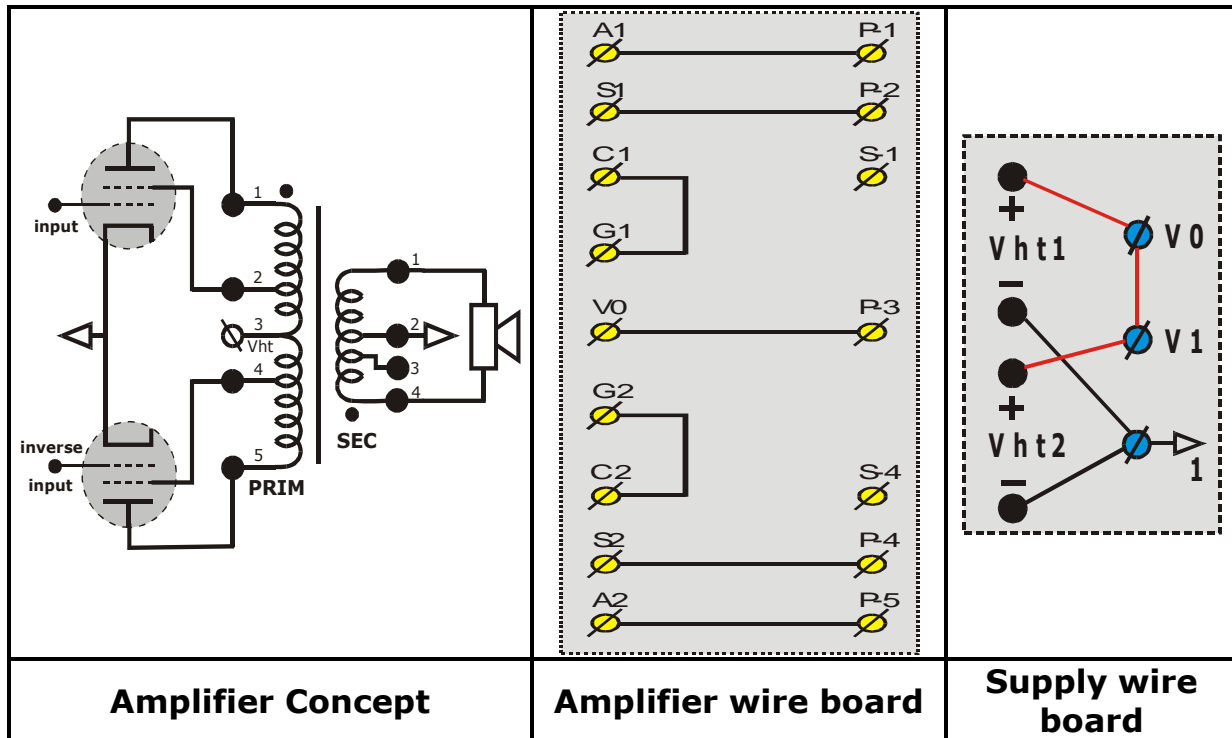 input
inverse
input
1
2
3
Vht
4
5
PRIM
1
2
3
4
SEC
A1 P-1
S1 P-2
C1 S-1
G1
V0 P-3
G2
C2 S-4
S2 P-4
A2 P-5
+
Vht1
−
+
Vht2
−
V0
V1
1
Amplifier Concept
Amplifier wire board
Supply wire
board